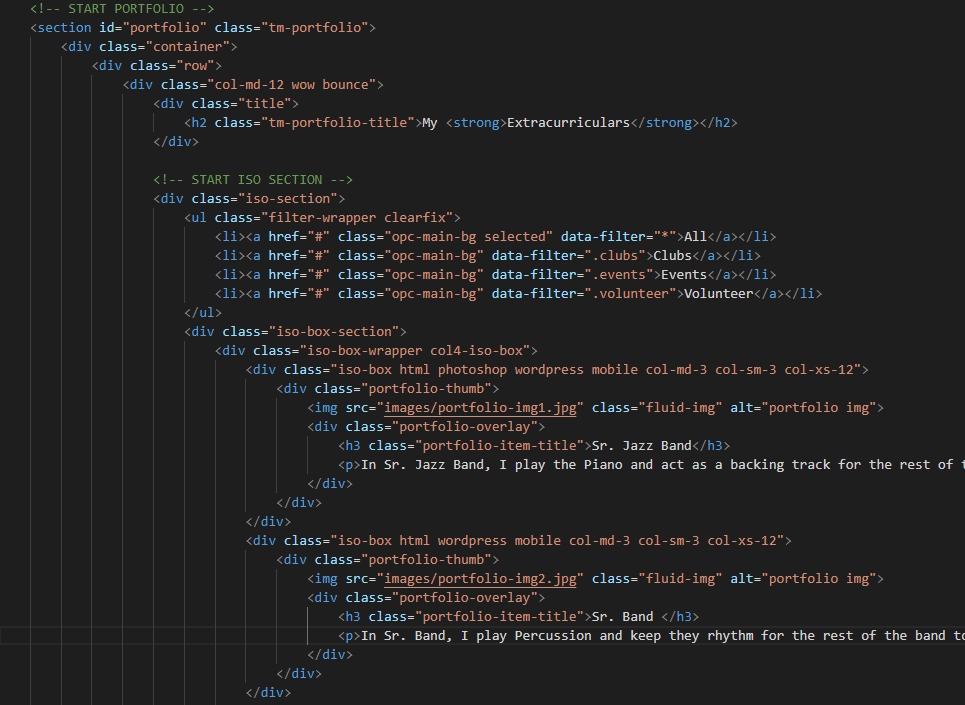 <!-- START PORTFOLIO -->
<section id="portfolio" class="tm-portfolio">
<div class="container">
<div class="row">
<div class="col-md-12 wow bounce">
<div class="title">
<h2 class="tm-portfolio-title">My <strong>Extracurriculars</strong></h2>
</div>
<!-- START ISO SECTION -->
<div class="iso-section">
<ul class="filter-wrapper clearfix">
<li><a href="#" class="opc-main-bg selected" data-filter="*">All</a></li>
<li><a href="#" class="opc-main-bg" data-filter=".clubs">Clubs</a></li>
<li><a href="#" class="opc-main-bg" data-filter=".events">Events</a></li>
<li><a href="#" class="opc-main-bg" data-filter=".volunteer">Volunteer</a></li>
</ul>
<div class="iso-box-section">
<div class="iso-box-wrapper col4-iso-box">
<div class="iso-box html photoshop wordpress mobile col-md-3 col-sm-3 col-xs-12">
<div class="portfolio-thumb">
<img src="images/portfolio-img1.jpg" class="fluid-img" alt="portfolio img">
<div class="portfolio-overlay">
<h3 class="portfolio-item-title">Sr. Jazz Band</h3>
<p>In Sr. Jazz Band, I play the Piano and act as a backing track for the rest of
</div>
</div>
</div>
<div class="iso-box html wordpress mobile col-md-3 col-sm-3 col-xs-12">
<div class="portfolio-thumb">
<img src="images/portfolio-img2.jpg" class="fluid-img" alt="portfolio img">
<div class="portfolio-overlay">
<h3 class="portfolio-item-title">Sr. Band </h3>
<p>In Sr. Band, I play Percussion and keep they rhythm for the rest of the band to
</div>
</div>
</div>